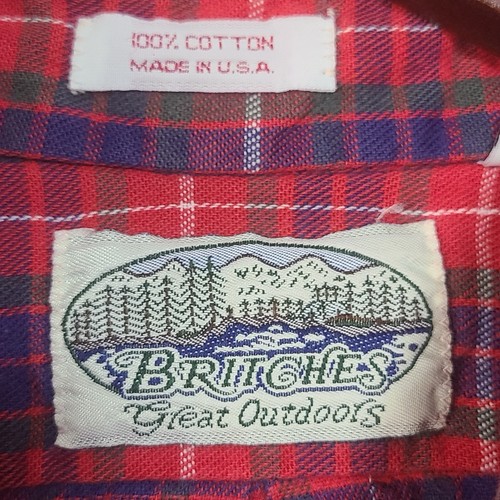 100% COTTON
MADE IN U.S.A.
BRITCHES
Great Outdoors